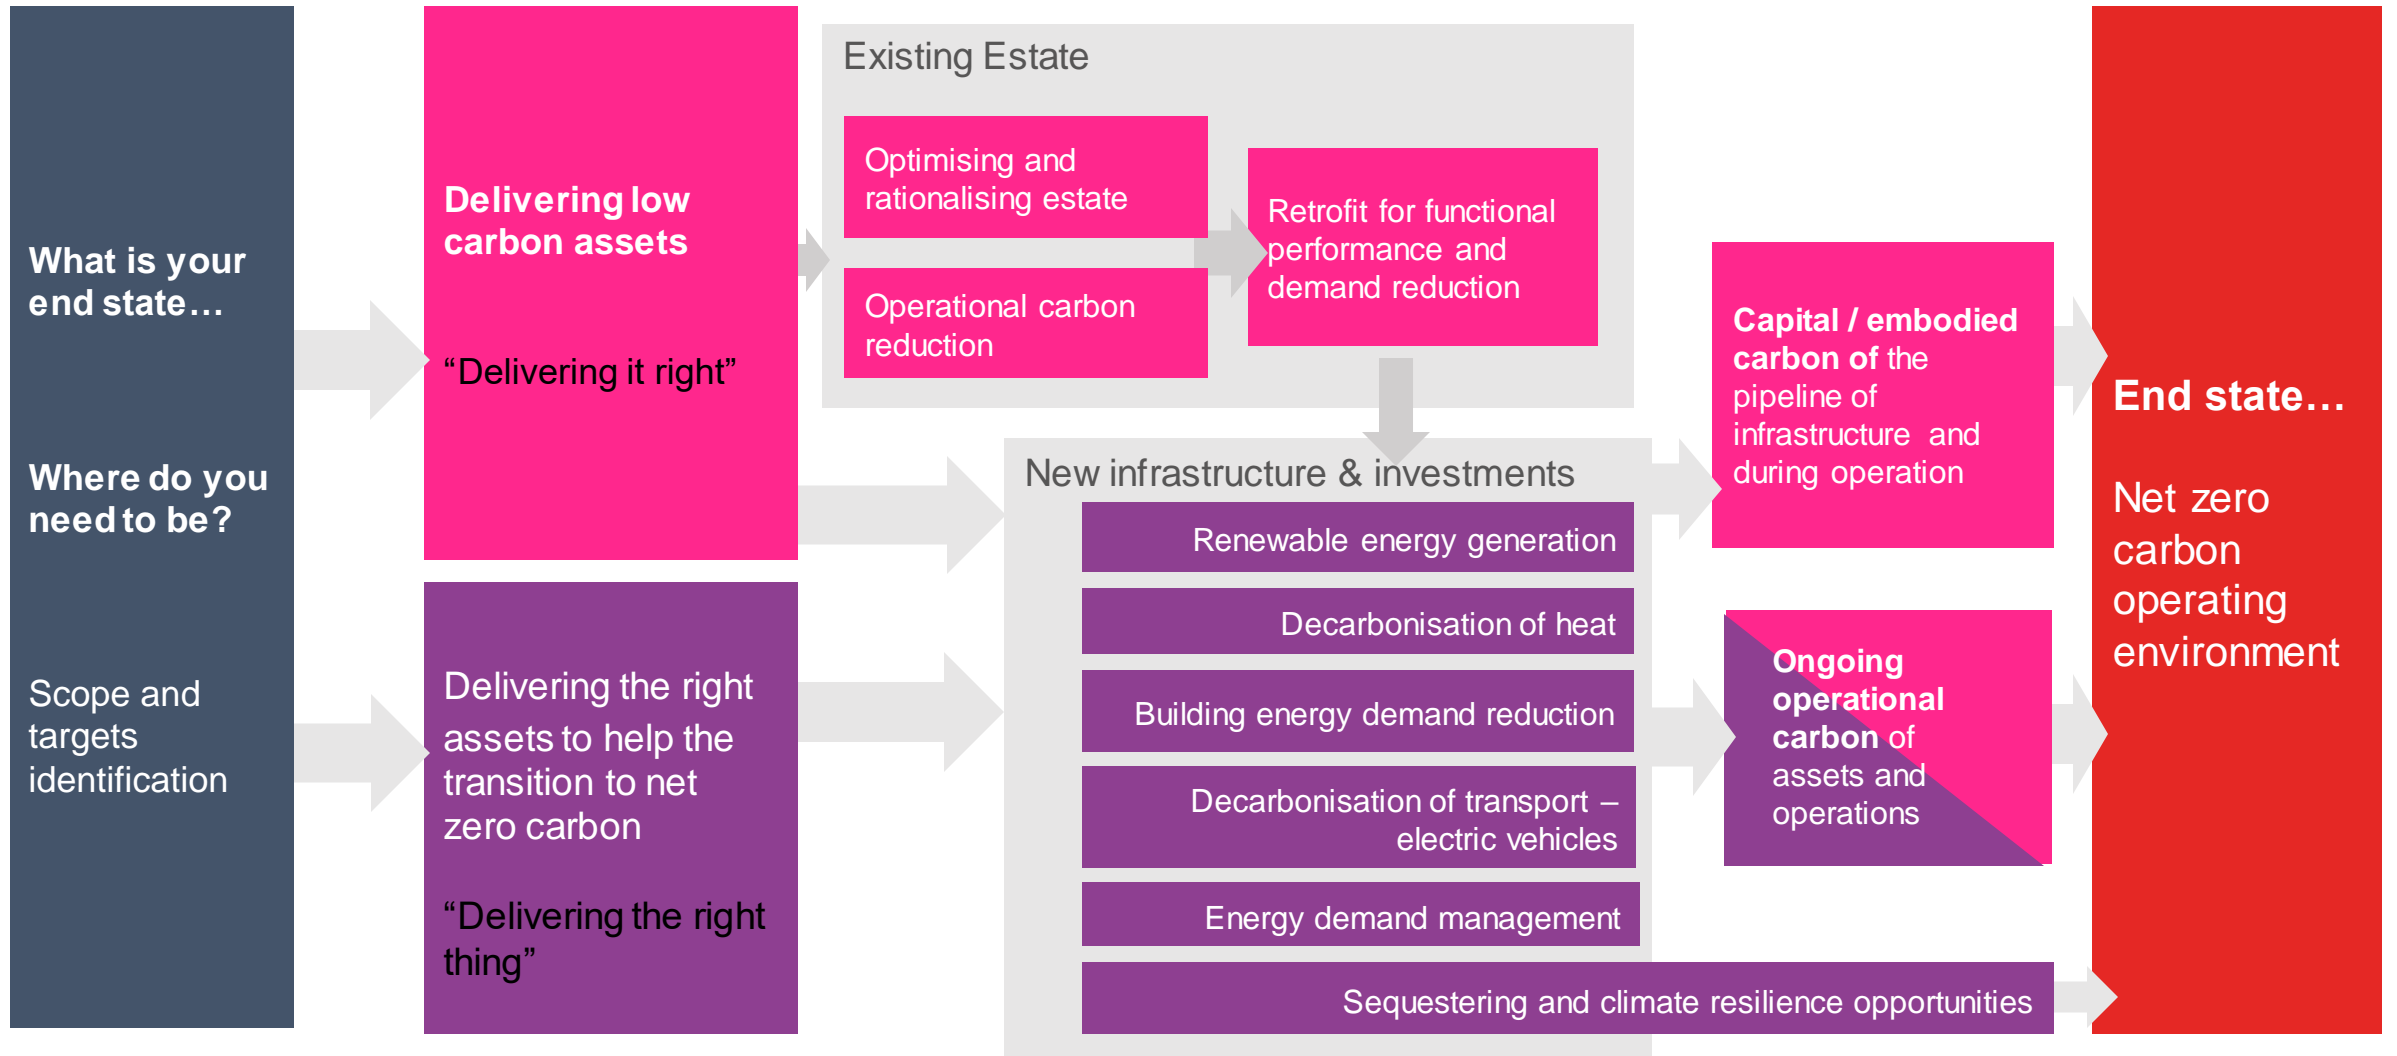 What is your
end state…
Where do you
need to be?
Scope and
targets
identification
Delivering low
carbon assets
“Delivering it right”
Delivering the right
assets to help the
transition to net
zero carbon
“Delivering the right
thing”
Existing Estate
Optimising and
rationalising estate
Operational carbon
reduction
Retrofit for functional
performance and
demand reduction
New infrastructure & investments
Renewable energy generation
Decarbonisation of heat
Building energy demand reduction
Decarbonisation of transport –
electric vehicles
Energy demand management
Sequestering and climate resilience opportunities
Capital / embodied
carbon of the
pipeline of
infrastructure and
during operation
Ongoing
operational
carbon of
assets and
operations
End state…
Net zero
carbon
operating
environment